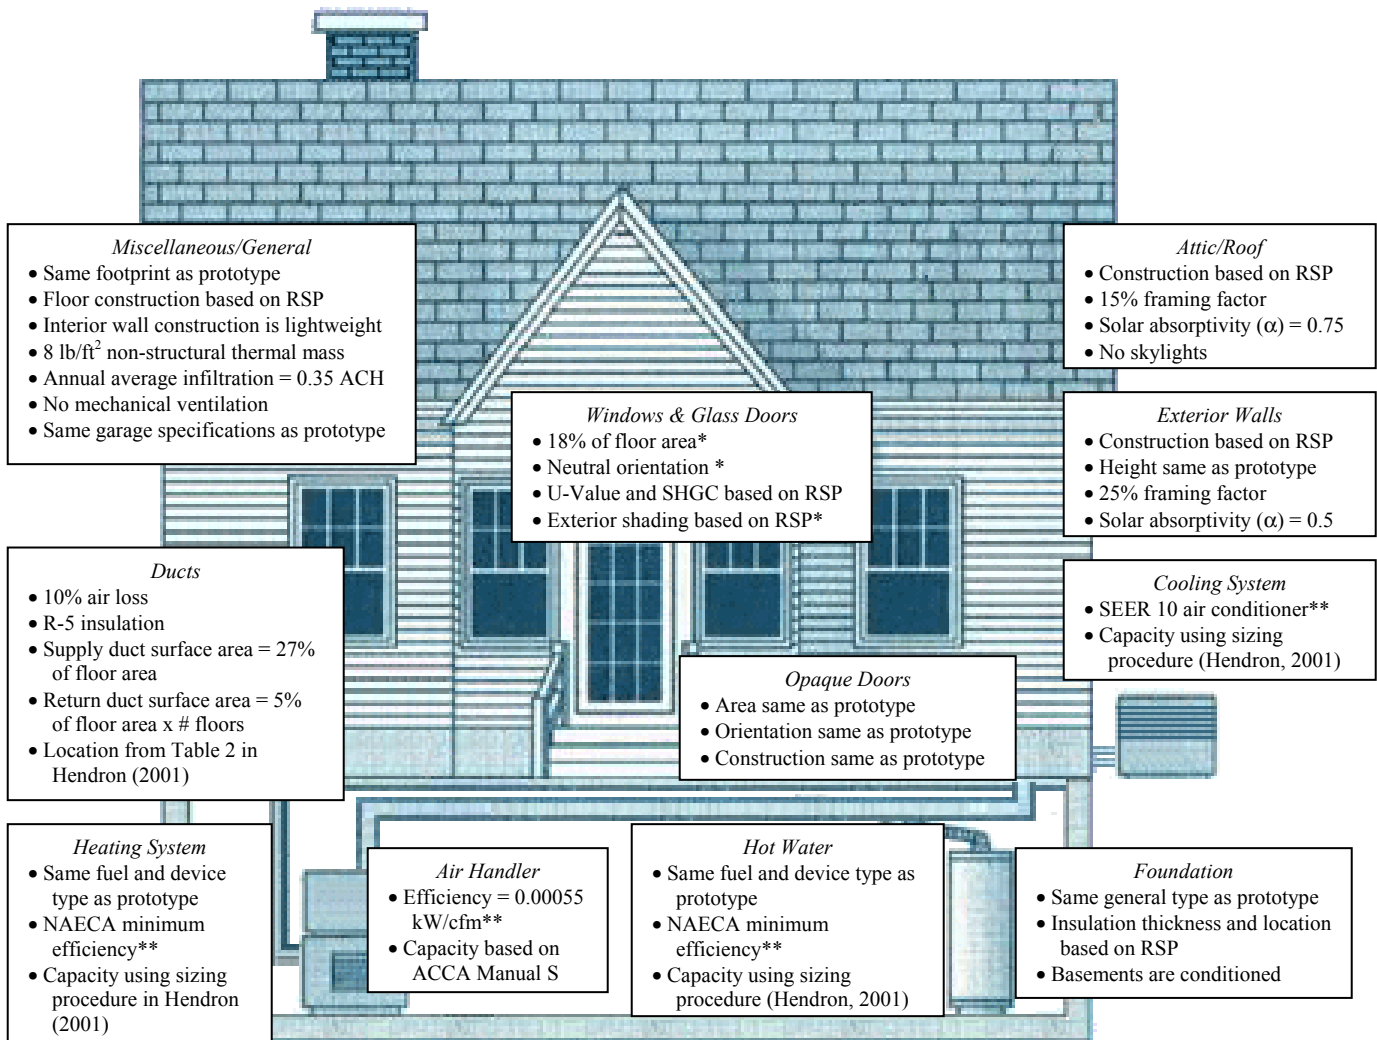 Miscellaneous/General
• Same footprint as prototype
• Floor construction based on RSP
• Interior wall construction is lightweight
• 8 lb/ft² non-structural thermal mass
• Annual average infiltration = 0.35 ACH
• No mechanical ventilation
• Same garage specifications as prototype
Attic/Roof
• Construction based on RSP
• 15% framing factor
• Solar absorptivity (α) = 0.75
• No skylights
Windows & Glass Doors
• 18% of floor area*
• Neutral orientation *
• U-Value and SHGC based on RSP
• Exterior shading based on RSP*
Exterior Walls
• Construction based on RSP
• Height same as prototype
• 25% framing factor
• Solar absorptivity (α) = 0.5
Ducts
• 10% air loss
• R-5 insulation
• Supply duct surface area = 27%
of floor area
• Return duct surface area = 5%
of floor area x # floors
• Location from Table 2 in
Hendron (2001)
Cooling System
• SEER 10 air conditioner**
• Capacity using sizing
procedure (Hendron, 2001)
Opaque Doors
• Area same as prototype
• Orientation same as prototype
• Construction same as prototype
Heating System
• Same fuel and device
type as prototype
• NAECA minimum
efficiency**
• Capacity using sizing
procedure in Hendron
(2001)
Air Handler
• Efficiency = 0.00055
kW/cfm**
• Capacity based on
ACCA Manual S
Hot Water
• Same fuel and device type as
prototype
• NAECA minimum
efficiency**
• Capacity using sizing
procedure (Hendron, 2001)
Foundation
• Same general type as prototype
• Insulation thickness and location
based on RSP
• Basements are conditioned